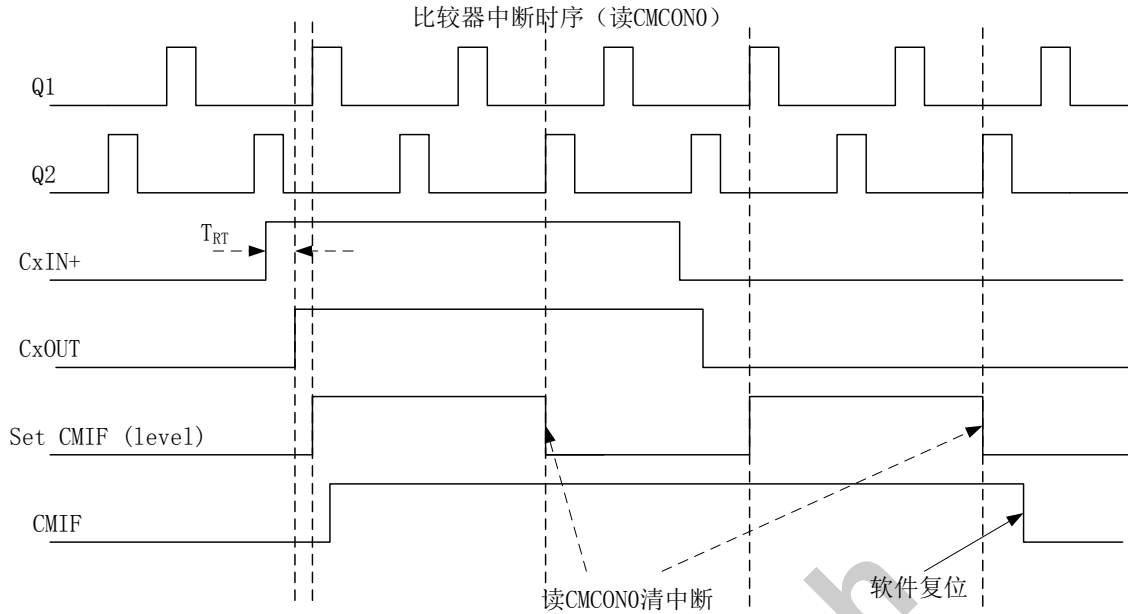 比较器中断时序（读CMCON0）
Q1
Q2
T_RT
CxIN+
CxOUT
Set CMIF (level)
CMIF
读CMCON0清中断
软件复位